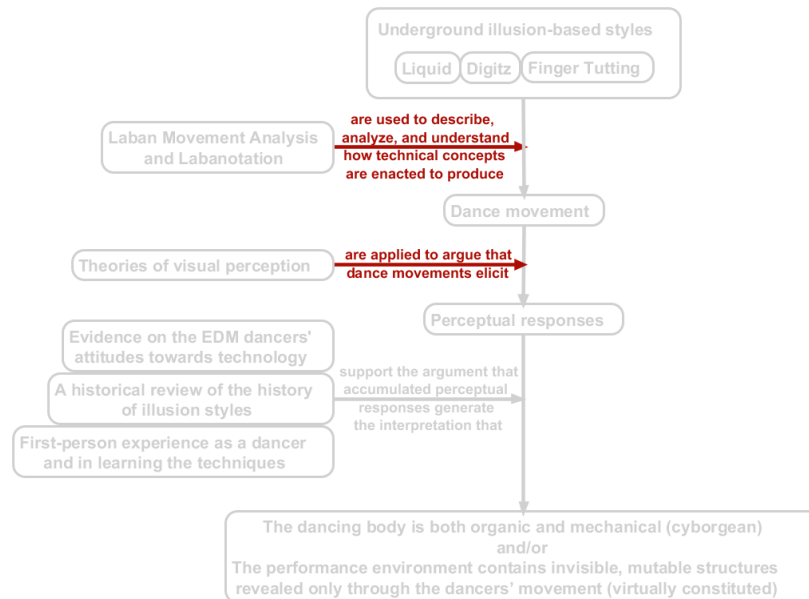 Underground illusion-based styles
Liquid Digitz Finger Tutting
are used to describe,
analyze, and understand
how technical concepts
are enacted to produce
Laban Movement Analysis
and Labanotation
Dance movement
are applied to argue that
dance movements elicit
Theories of visual perception
Perceptual responses
Evidence on the EDM dancers'
attitudes towards technology
A historical review of the history
of illusion styles
First-person experience as a dancer
and in learning the techniques
support the argument that
accumulated perceptual
responses generate
the interpretation that
The dancing body is both organic and mechanical (cyborgean)
and/or
The performance environment contains invisible, mutable structures
revealed only through the dancers’ movement (virtually constituted)